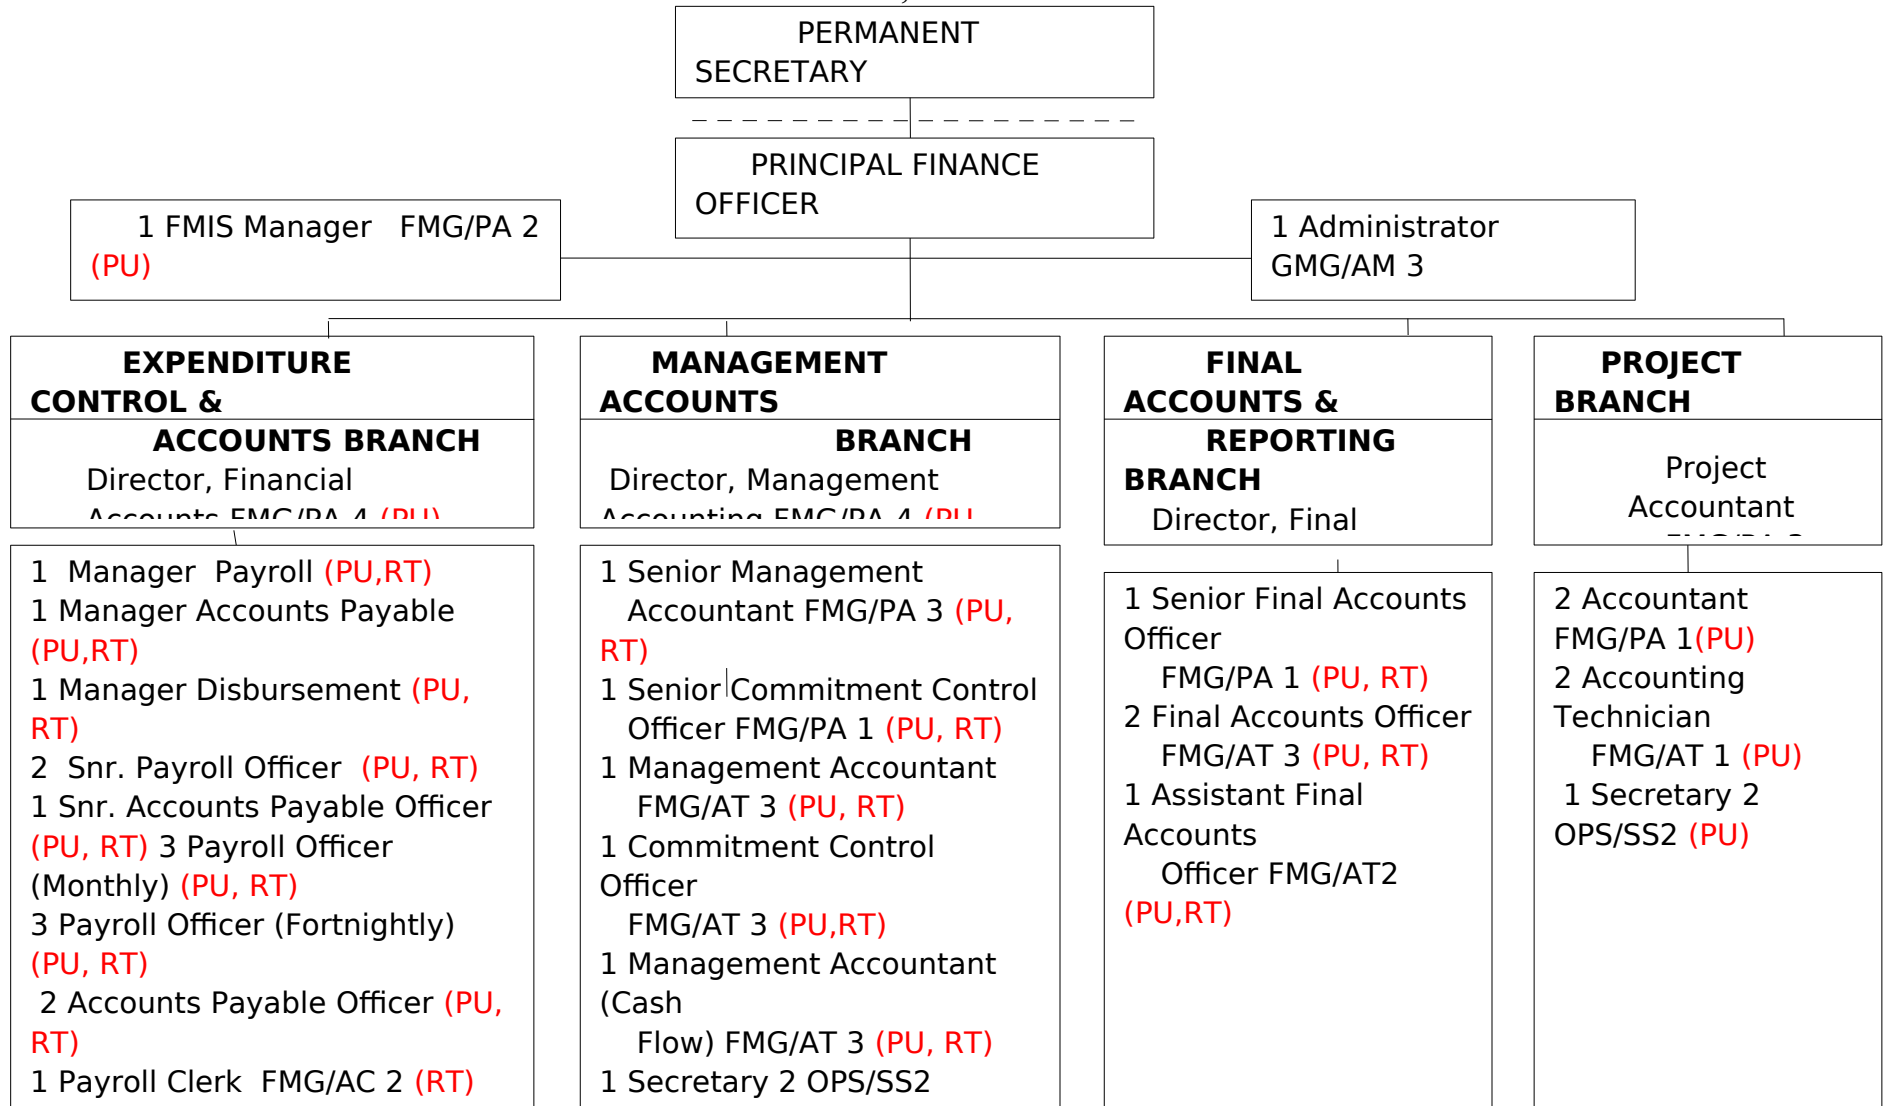 PERMANENT
SECRETARY
PRINCIPAL FINANCE
OFFICER
1 FMIS Manager FMG/PA 2
(PU)
1 Administrator
GMG/AM 3
EXPENDITURE
CONTROL &
ACCOUNTS BRANCH
Director, Financial
Accounts FMG/PA 4 (PU)
MANAGEMENT
ACCOUNTS
BRANCH
Director, Management
Accounting FMG/PA 4 (PU
FINAL
ACCOUNTS &
REPORTING
BRANCH
Director, Final
PROJECT
BRANCH
Project
Accountant
1 Manager Payroll (PU,RT)
1 Manager Accounts Payable
(PU,RT)
1 Manager Disbursement (PU,
RT)
2 Snr. Payroll Officer (PU, RT)
1 Snr. Accounts Payable Officer
(PU, RT) 3 Payroll Officer
(Monthly) (PU, RT)
3 Payroll Officer (Fortnightly)
(PU, RT)
2 Accounts Payable Officer (PU,
RT)
1 Payroll Clerk FMG/AC 2 (RT)
1 Senior Management
Accountant FMG/PA 3 (PU,
RT)
1 Senior Commitment Control
Officer FMG/PA 1 (PU, RT)
1 Management Accountant
FMG/AT 3 (PU, RT)
1 Commitment Control
Officer
FMG/AT 3 (PU,RT)
1 Management Accountant
(Cash
Flow) FMG/AT 3 (PU, RT)
1 Secretary 2 OPS/SS2
1 Senior Final Accounts
Officer
FMG/PA 1 (PU, RT)
2 Final Accounts Officer
FMG/AT 3 (PU, RT)
1 Assistant Final
Accounts
Officer FMG/AT2
(PU,RT)
2 Accountant
FMG/PA 1(PU)
2 Accounting
Technician
FMG/AT 1 (PU)
1 Secretary 2
OPS/SS2 (PU)